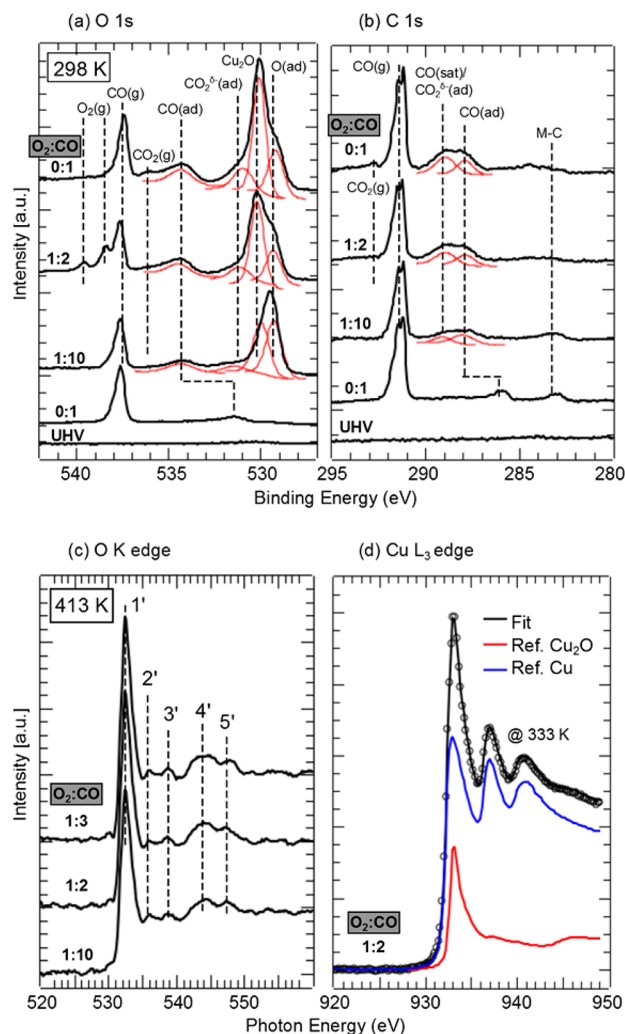 (a) O 1s
298 K
O₂(g)
CO(g)
CO₂(g)
CO(ad)
CO₂ᵟ⁻(ad)
Cu₂O
O(ad)
O₂:CO
0:1
1:2
1:10
0:1
UHV
540
535
530
(b) C 1s
CO(g)
CO(sat)/
CO₂ᵟ⁻(ad)
CO(ad)
M-C
O₂:CO
0:1
CO₂(g)
1:2
1:10
0:1
UHV
295
290
285
280
Intensity [a.u.]
Binding Energy (eV)
(c) O K edge
413 K
1'
2'
3'
4'
5'
O₂:CO
1:3
1:2
1:10
520
530
540
550
(d) Cu L₃ edge
Fit
Ref. Cu₂O
Ref. Cu
@ 333 K
O₂:CO
1:2
920
930
940
950
Intensity [a.u.]
Photon Energy (eV)